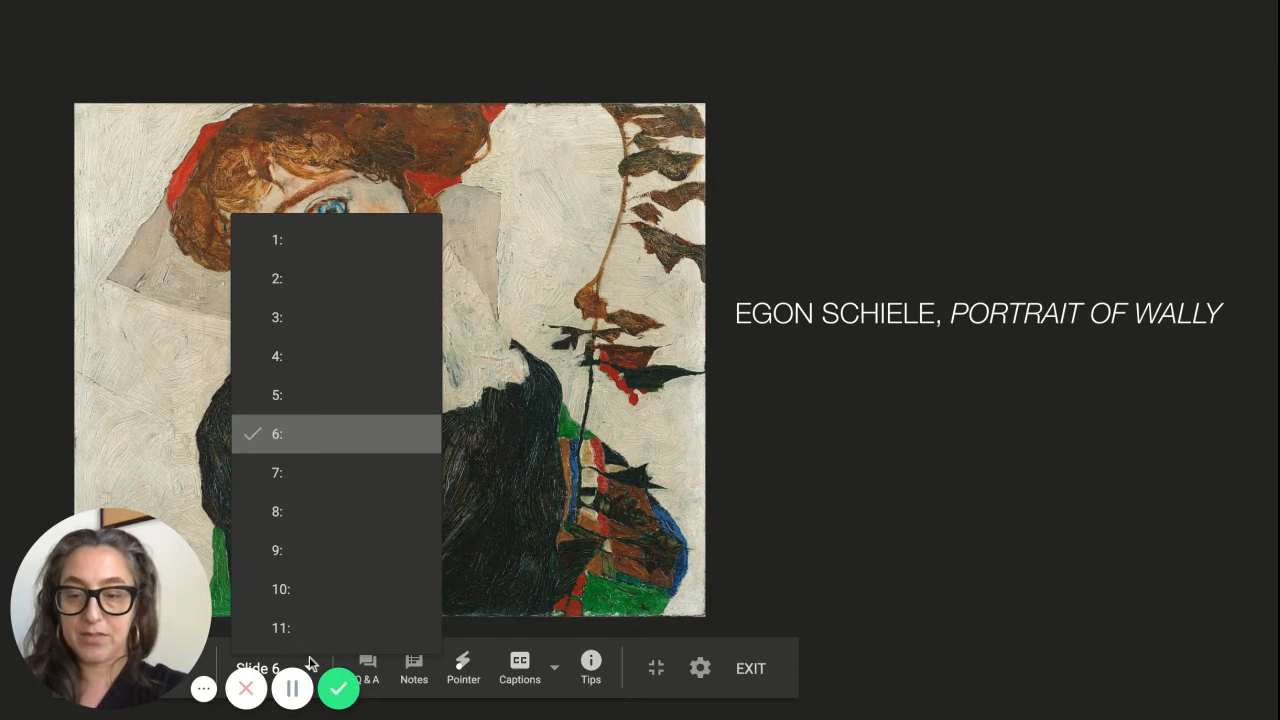 EGON SCHIELE, PORTRAIT OF WALLY
1:
2:
3:
4:
5:
6:
7:
8:
9:
10:
11:
Slide 6
Q & A
Notes
Pointer
CC
Captions
Tips
EXIT